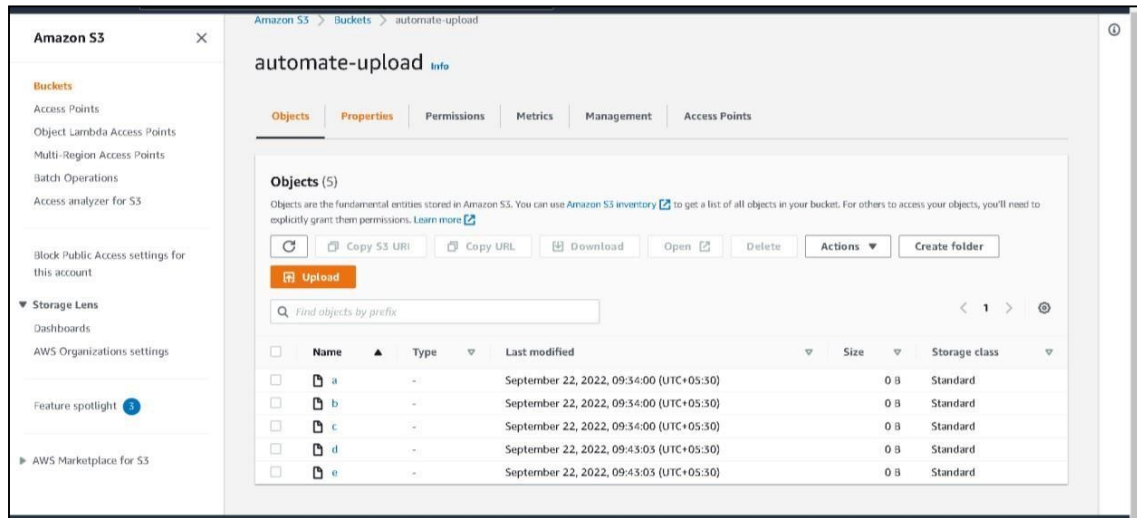 Amazon S3
Buckets
Access Points
Object Lambda Access Points
Multi-Region Access Points
Batch Operations
Access analyzer for S3
Block Public Access settings for
this account
Storage Lens
Dashboards
AWS Organizations settings
Feature spotlight 3
AWS Marketplace for S3
Amazon S3 > Buckets > automate-upload
automate-upload Info
Objects Properties Permissions Metrics Management Access Points
Objects (5)
Objects are the fundamental entities stored in Amazon S3. You can use Amazon S3 inventory to get a list of all objects in your bucket. For others to access your objects, you'll need to
explicitly grant them permissions. Learn more
Copy S3 URI Copy URL Download Open Delete Actions Create folder
Upload
Find objects by prefix
< 1 >
Name Type Last modified Size Storage class
a - September 22, 2022, 09:34:00 (UTC+05:30) 0 B Standard
b - September 22, 2022, 09:34:00 (UTC+05:30) 0 B Standard
c - September 22, 2022, 09:34:00 (UTC+05:30) 0 B Standard
d - September 22, 2022, 09:43:03 (UTC+05:30) 0 B Standard
e - September 22, 2022, 09:43:03 (UTC+05:30) 0 B Standard